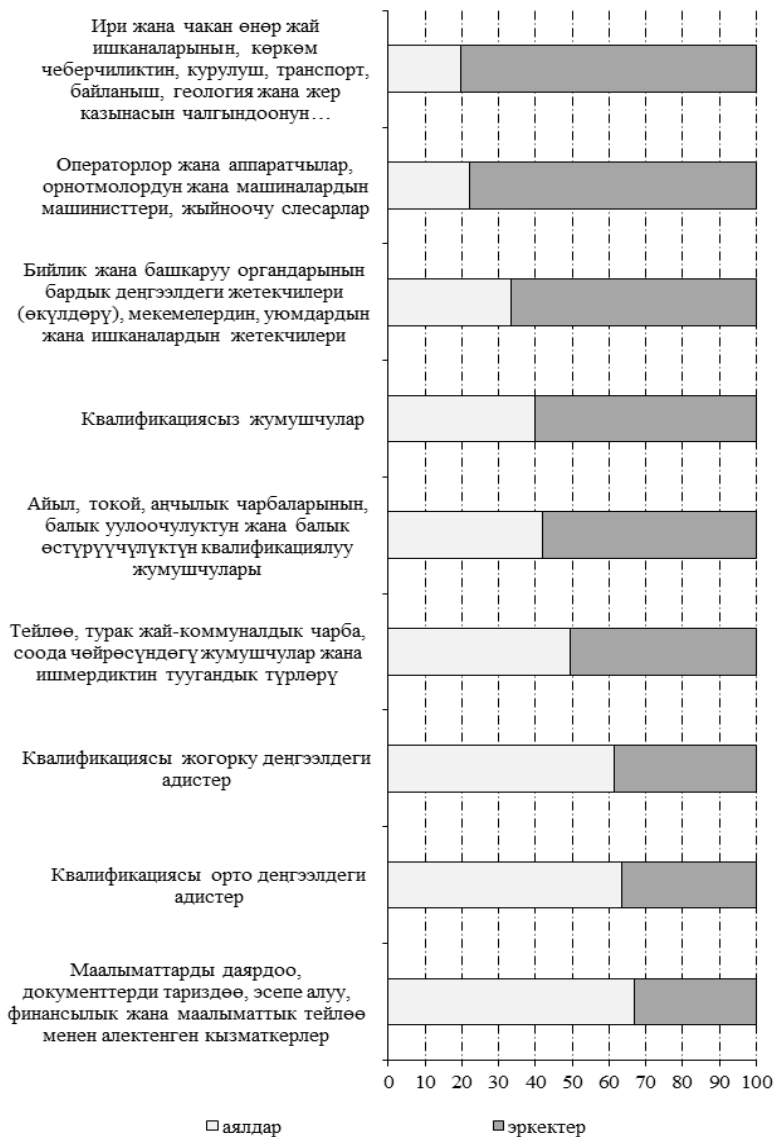 Ири жана чакан өнөр жай
ишканаларынын, көркөм
чеберчиликтин, курулуш, транспорт,
байланыш, геология жана жер
казынасын чалгындоонун…
Операторлор жана аппаратчылар,
орнотмолордун жана машиналардын
машинисттери, жыйноочу слесарлар
Бийлик жана башкаруу органдарынын
бардык деңгээлдеги жетекчилери
(өкүлдөрү), мекемелердин, уюмдардын
жана ишканалардын жетекчилери
Квалификациясыз жумушчулар
Айыл, токой, аңчылык чарбаларынын,
балык уулоочулуктун жана балык
өстүрүүчүлүктүн квалификациялуу
жумушчулары
Тейлөө, турак жай-коммуналдык чарба,
соода чөйрөсүндөгү жумушчулар жана
ишмердиктин туугандык түрлөрү
Квалификациясы жогорку деңгээлдеги
адистер
Квалификациясы орто деңгээлдеги
адистер
Маалыматтарды даярдоо,
документтерди тариздөө, эсепе алуу,
финансылык жана маалыматтык тейлөө
менен алектенген кызматкерлер
0 10 20 30 40 50 60 70 80 90 100
аялдар эркектер